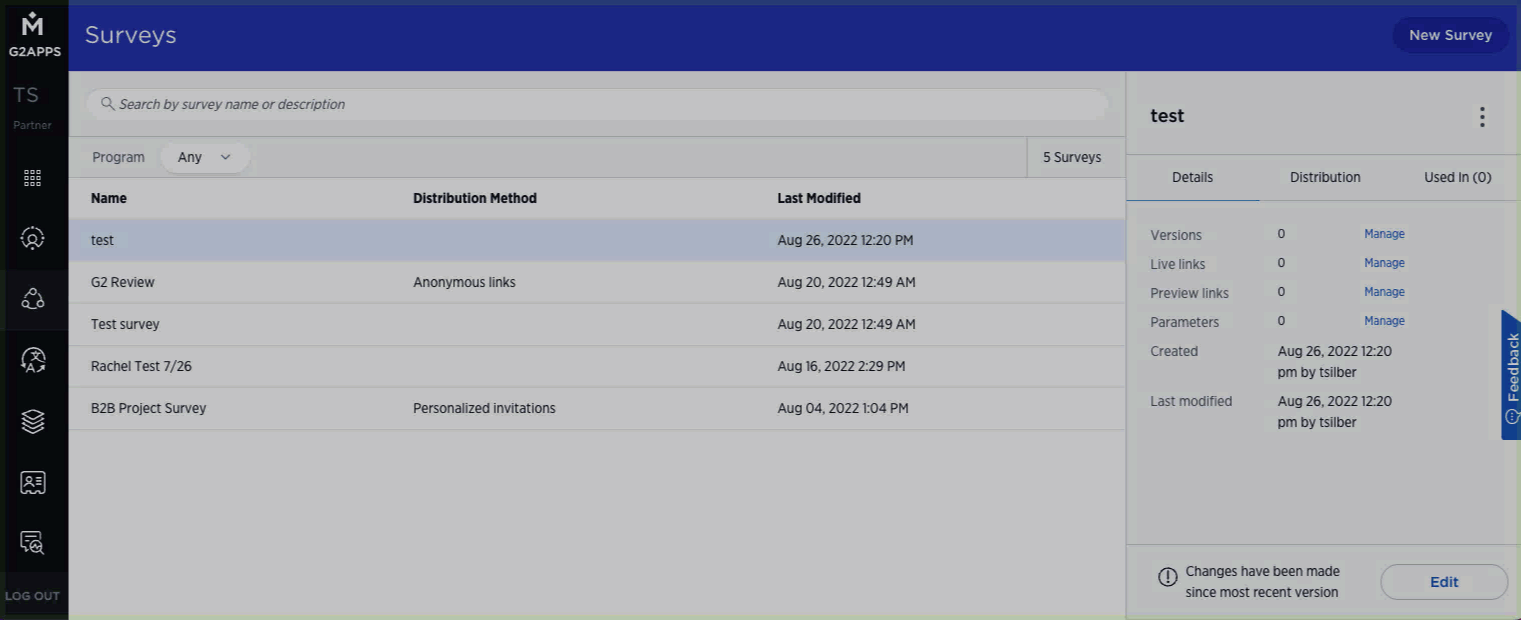 G2APPS
TS
Partner
LOG OUT
Surveys
New Survey
Search by survey name or description
Program Any 5 Surveys
Name Distribution Method Last Modified
test Aug 26, 2022 12:20 PM
G2 Review Anonymous links Aug 20, 2022 12:49 AM
Test survey Aug 20, 2022 12:49 AM
Rachel Test 7/26 Aug 16, 2022 2:29 PM
B2B Project Survey Personalized invitations Aug 04, 2022 1:04 PM
test
Details Distribution Used In (0)
Versions 0 Manage
Live links 0 Manage
Preview links 0 Manage
Parameters 0 Manage
Created Aug 26, 2022 12:20
pm by tsilber
Last modified Aug 26, 2022 12:20
pm by tsilber
Changes have been made
since most recent version
Edit
Feedback